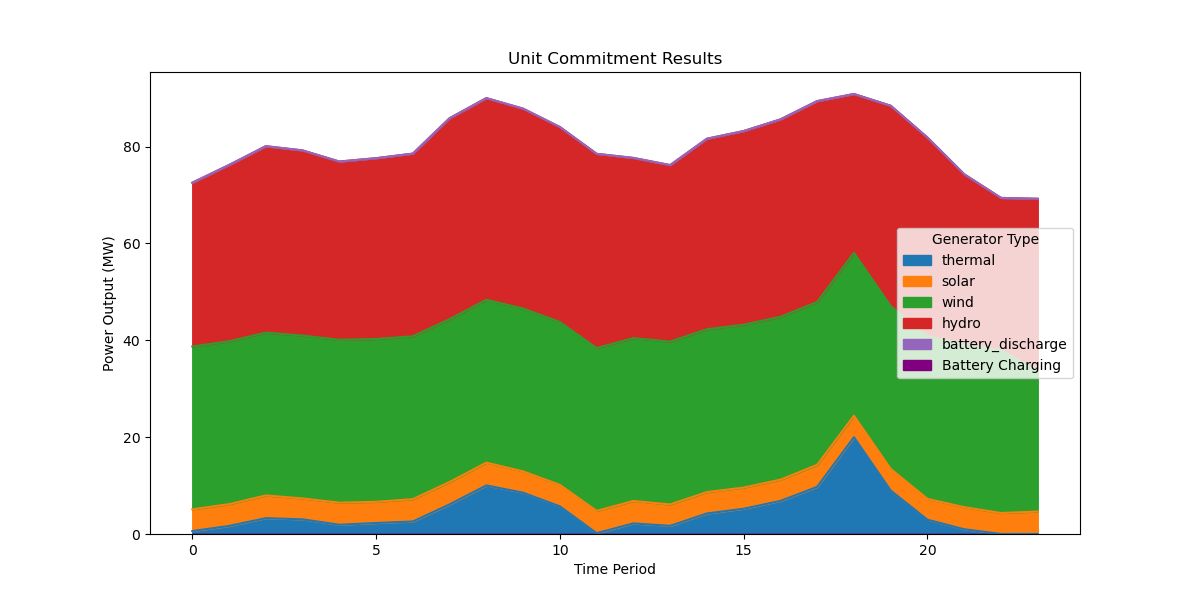 Unit Commitment Results
Power Output (MW)
80
60
40
20
0
0 5 10 15 20
Time Period
Generator Type
thermal
solar
wind
hydro
battery_discharge
Battery Charging